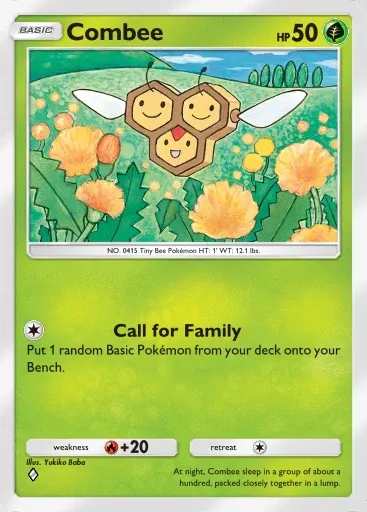 BASIC Combee HP 50
NO. 0415 Tiny Bee Pokémon HT: 1' WT: 12.1 lbs.
Call for Family
Put 1 random Basic Pokémon from your deck onto your
Bench.
weakness +20 retreat
Illus. Yukiko Baba
At night, Combee sleep in a group of about a
hundred, packed closely together in a lump.